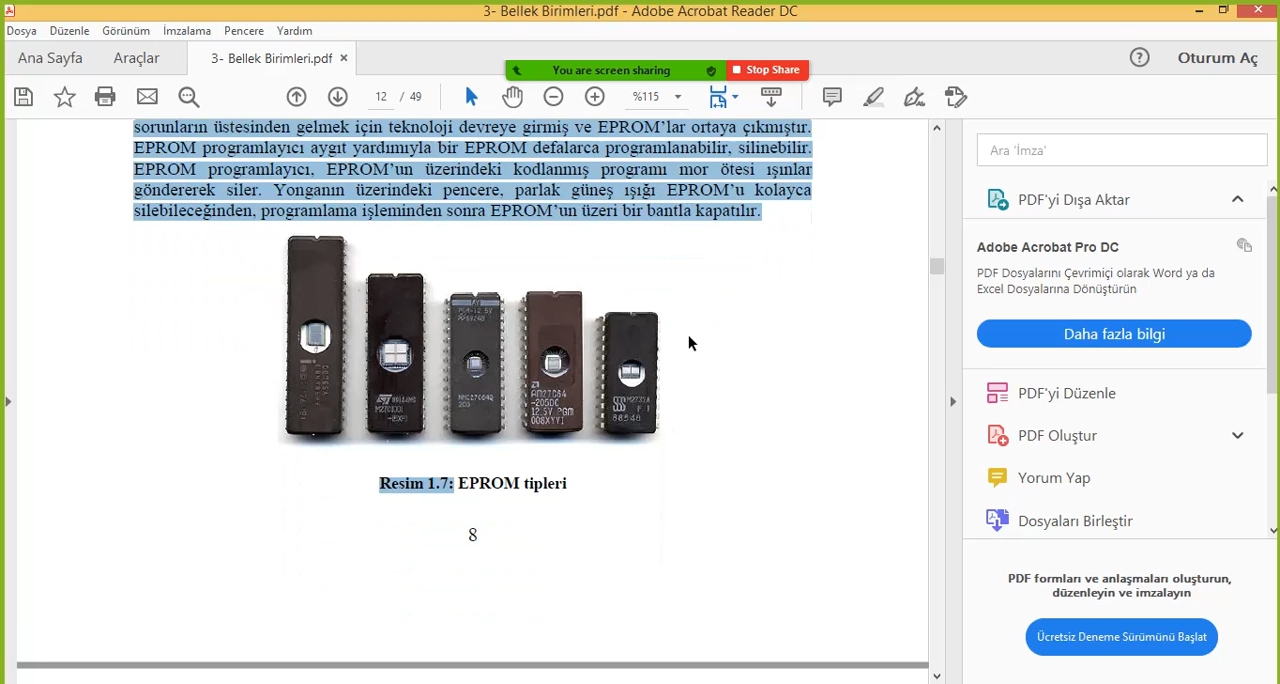 3- Bellek Birimleri.pdf - Adobe Acrobat Reader DC
Dosya Düzenle Görünüm İmzalama Pencere Yardım
Ana Sayfa Araçlar 3- Bellek Birimleri.pdf × Oturum Aç
You are screen sharing Stop Share
12 / 49 %115
sorunların üstesinden gelmek için teknoloji devreye girmiş ve EPROM’lar ortaya çıkmıştır.
EPROM programlayıcı aygıt yardımıyla bir EPROM defalarca programlanabilir, silinebilir.
EPROM programlayıcı, EPROM’un üzerindeki kodlanmış programı mor ötesi ışınlar
göndererek siler. Yonganın üzerindeki pencere, parlak güneş ışığı EPROM’u kolayca
silebileceğinden, programlama işleminden sonra EPROM’un üzeri bir bantla kapatılır.
NMC27C64Q
AM27C64
-205DC
12.5V PGM
M2732A
Resim 1.7: EPROM tipleri
8
Ara 'İmza'
PDF'yi Dışa Aktar
Adobe Acrobat Pro DC
PDF Dosyalarını Çevrimiçi olarak Word ya da
Excel Dosyalarına Dönüştürün
Daha fazla bilgi
PDF'yi Düzenle
PDF Oluştur
Yorum Yap
Dosyaları Birleştir
PDF formları ve anlaşmaları oluşturun,
düzenleyin ve imzalayın
Ücretsiz Deneme Sürümünü Başlat